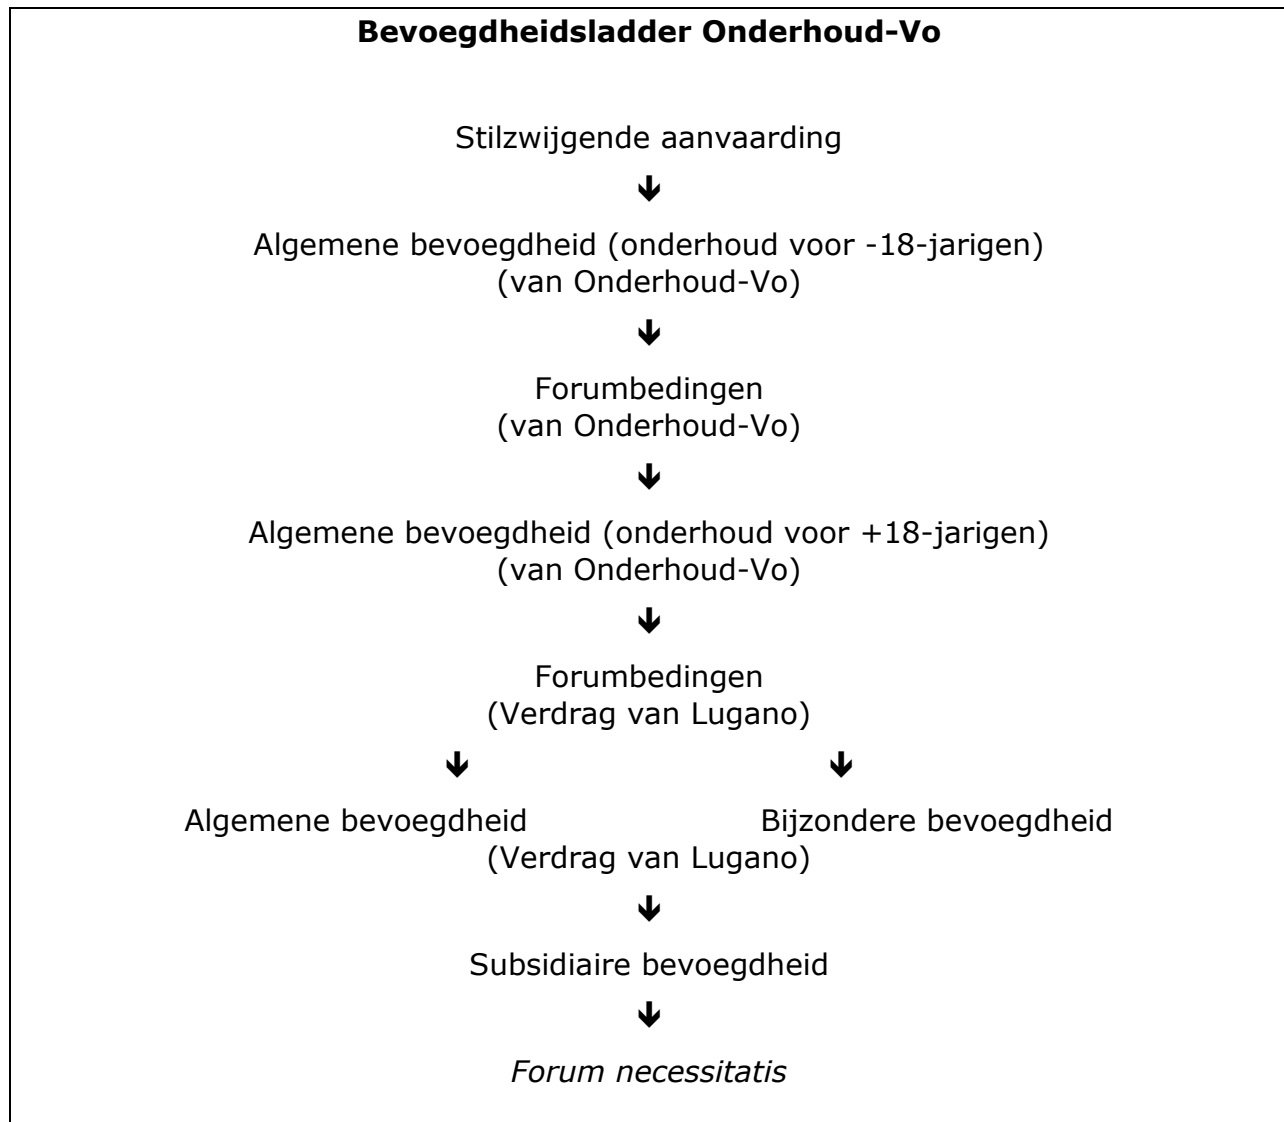 Bevoegdheidsladder Onderhoud-Vo
Stilzwijgende aanvaarding
🡻
Algemene bevoegdheid (onderhoud voor -18-jarigen)
(van Onderhoud-Vo)
🡻
Forumbedingen
(van Onderhoud-Vo)
🡻
Algemene bevoegdheid (onderhoud voor +18-jarigen)
(van Onderhoud-Vo)
🡻
Forumbedingen
(Verdrag van Lugano)
🡻 🡻
Algemene bevoegdheid Bijzondere bevoegdheid
(Verdrag van Lugano)
🡻
Subsidiaire bevoegdheid
🡻
Forum necessitatis